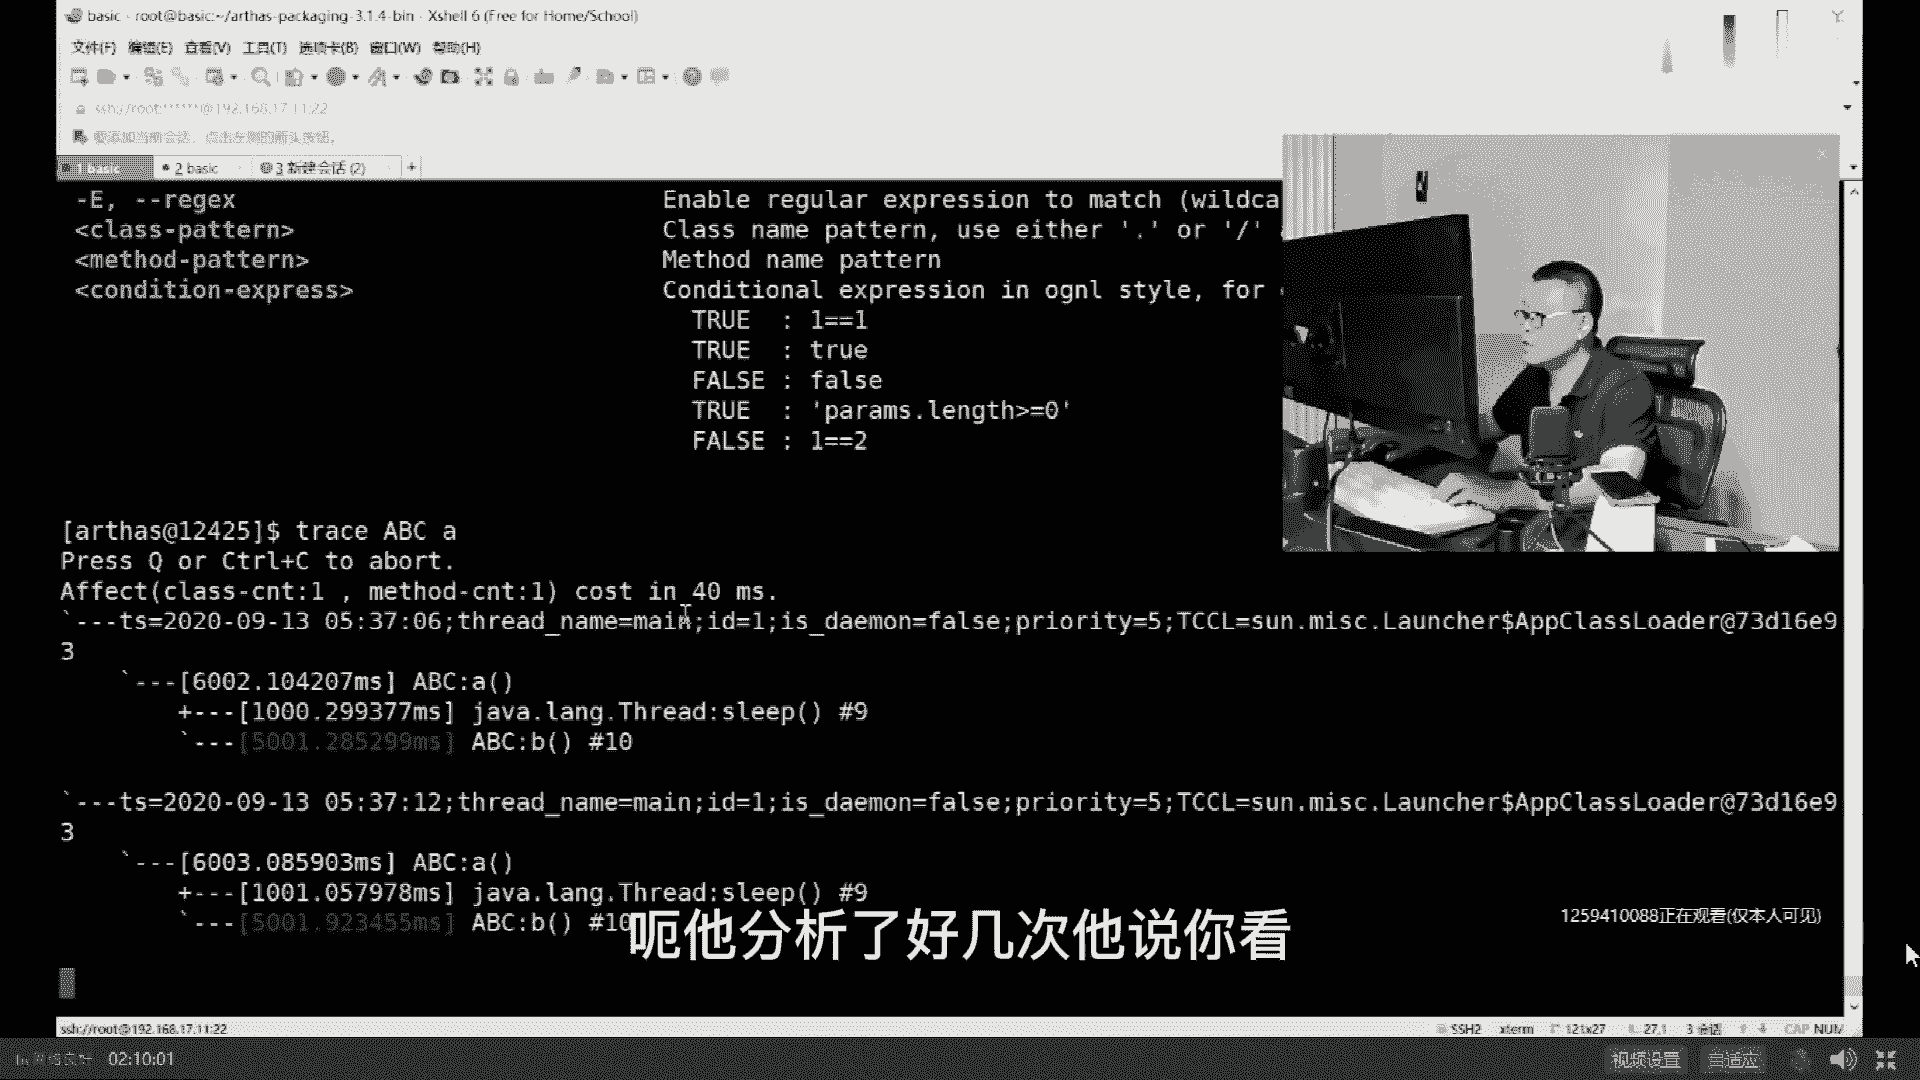 basic - root@basic:~/arthas-packaging-3.1.4-bin - Xshell 6 (Free for Home/School)
文件(F) 编辑(E) 查看(V) 工具(T) 选项卡(B) 窗口(W) 帮助(H)
ssh://root:******@192.168.17.11:22
要添加当前会话，点击左侧的箭头按钮。
1 basic
2 basic
3 新建会话 (2)
+
-E, --regex Enable regular expression to match (wildca
<class-pattern> Class name pattern, use either '.' or '/'
<method-pattern> Method name pattern
<condition-express> Conditional expression in ognl style, for
TRUE : 1==1
TRUE : true
FALSE : false
TRUE : 'params.length>=0'
FALSE : 1==2
[arthas@12425]$ trace ABC a
Press Q or Ctrl+C to abort.
Affect(class-cnt:1 , method-cnt:1) cost in 40 ms.
`---ts=2020-09-13 05:37:06;thread_name=main;id=1;is_daemon=false;priority=5;TCCL=sun.misc.Launcher$AppClassLoader@73d16e9
3
`---[6002.104207ms] ABC:a()
+---[1000.299377ms] java.lang.Thread:sleep() #9
`---[5001.285299ms] ABC:b() #10
`---ts=2020-09-13 05:37:12;thread_name=main;id=1;is_daemon=false;priority=5;TCCL=sun.misc.Launcher$AppClassLoader@73d16e9
3
`---[6003.085903ms] ABC:a()
+---[1001.057978ms] java.lang.Thread:sleep() #9
`---[5001.923455ms] ABC:b() #10
呃他分析了好几次他说你看
1259410088正在观看(仅本人可见)
ssh://root@192.168.17.11:22
SSH2 xterm 121x27 27,1 3 会话 CAP NUM
02:10:01
视频设置
自适应